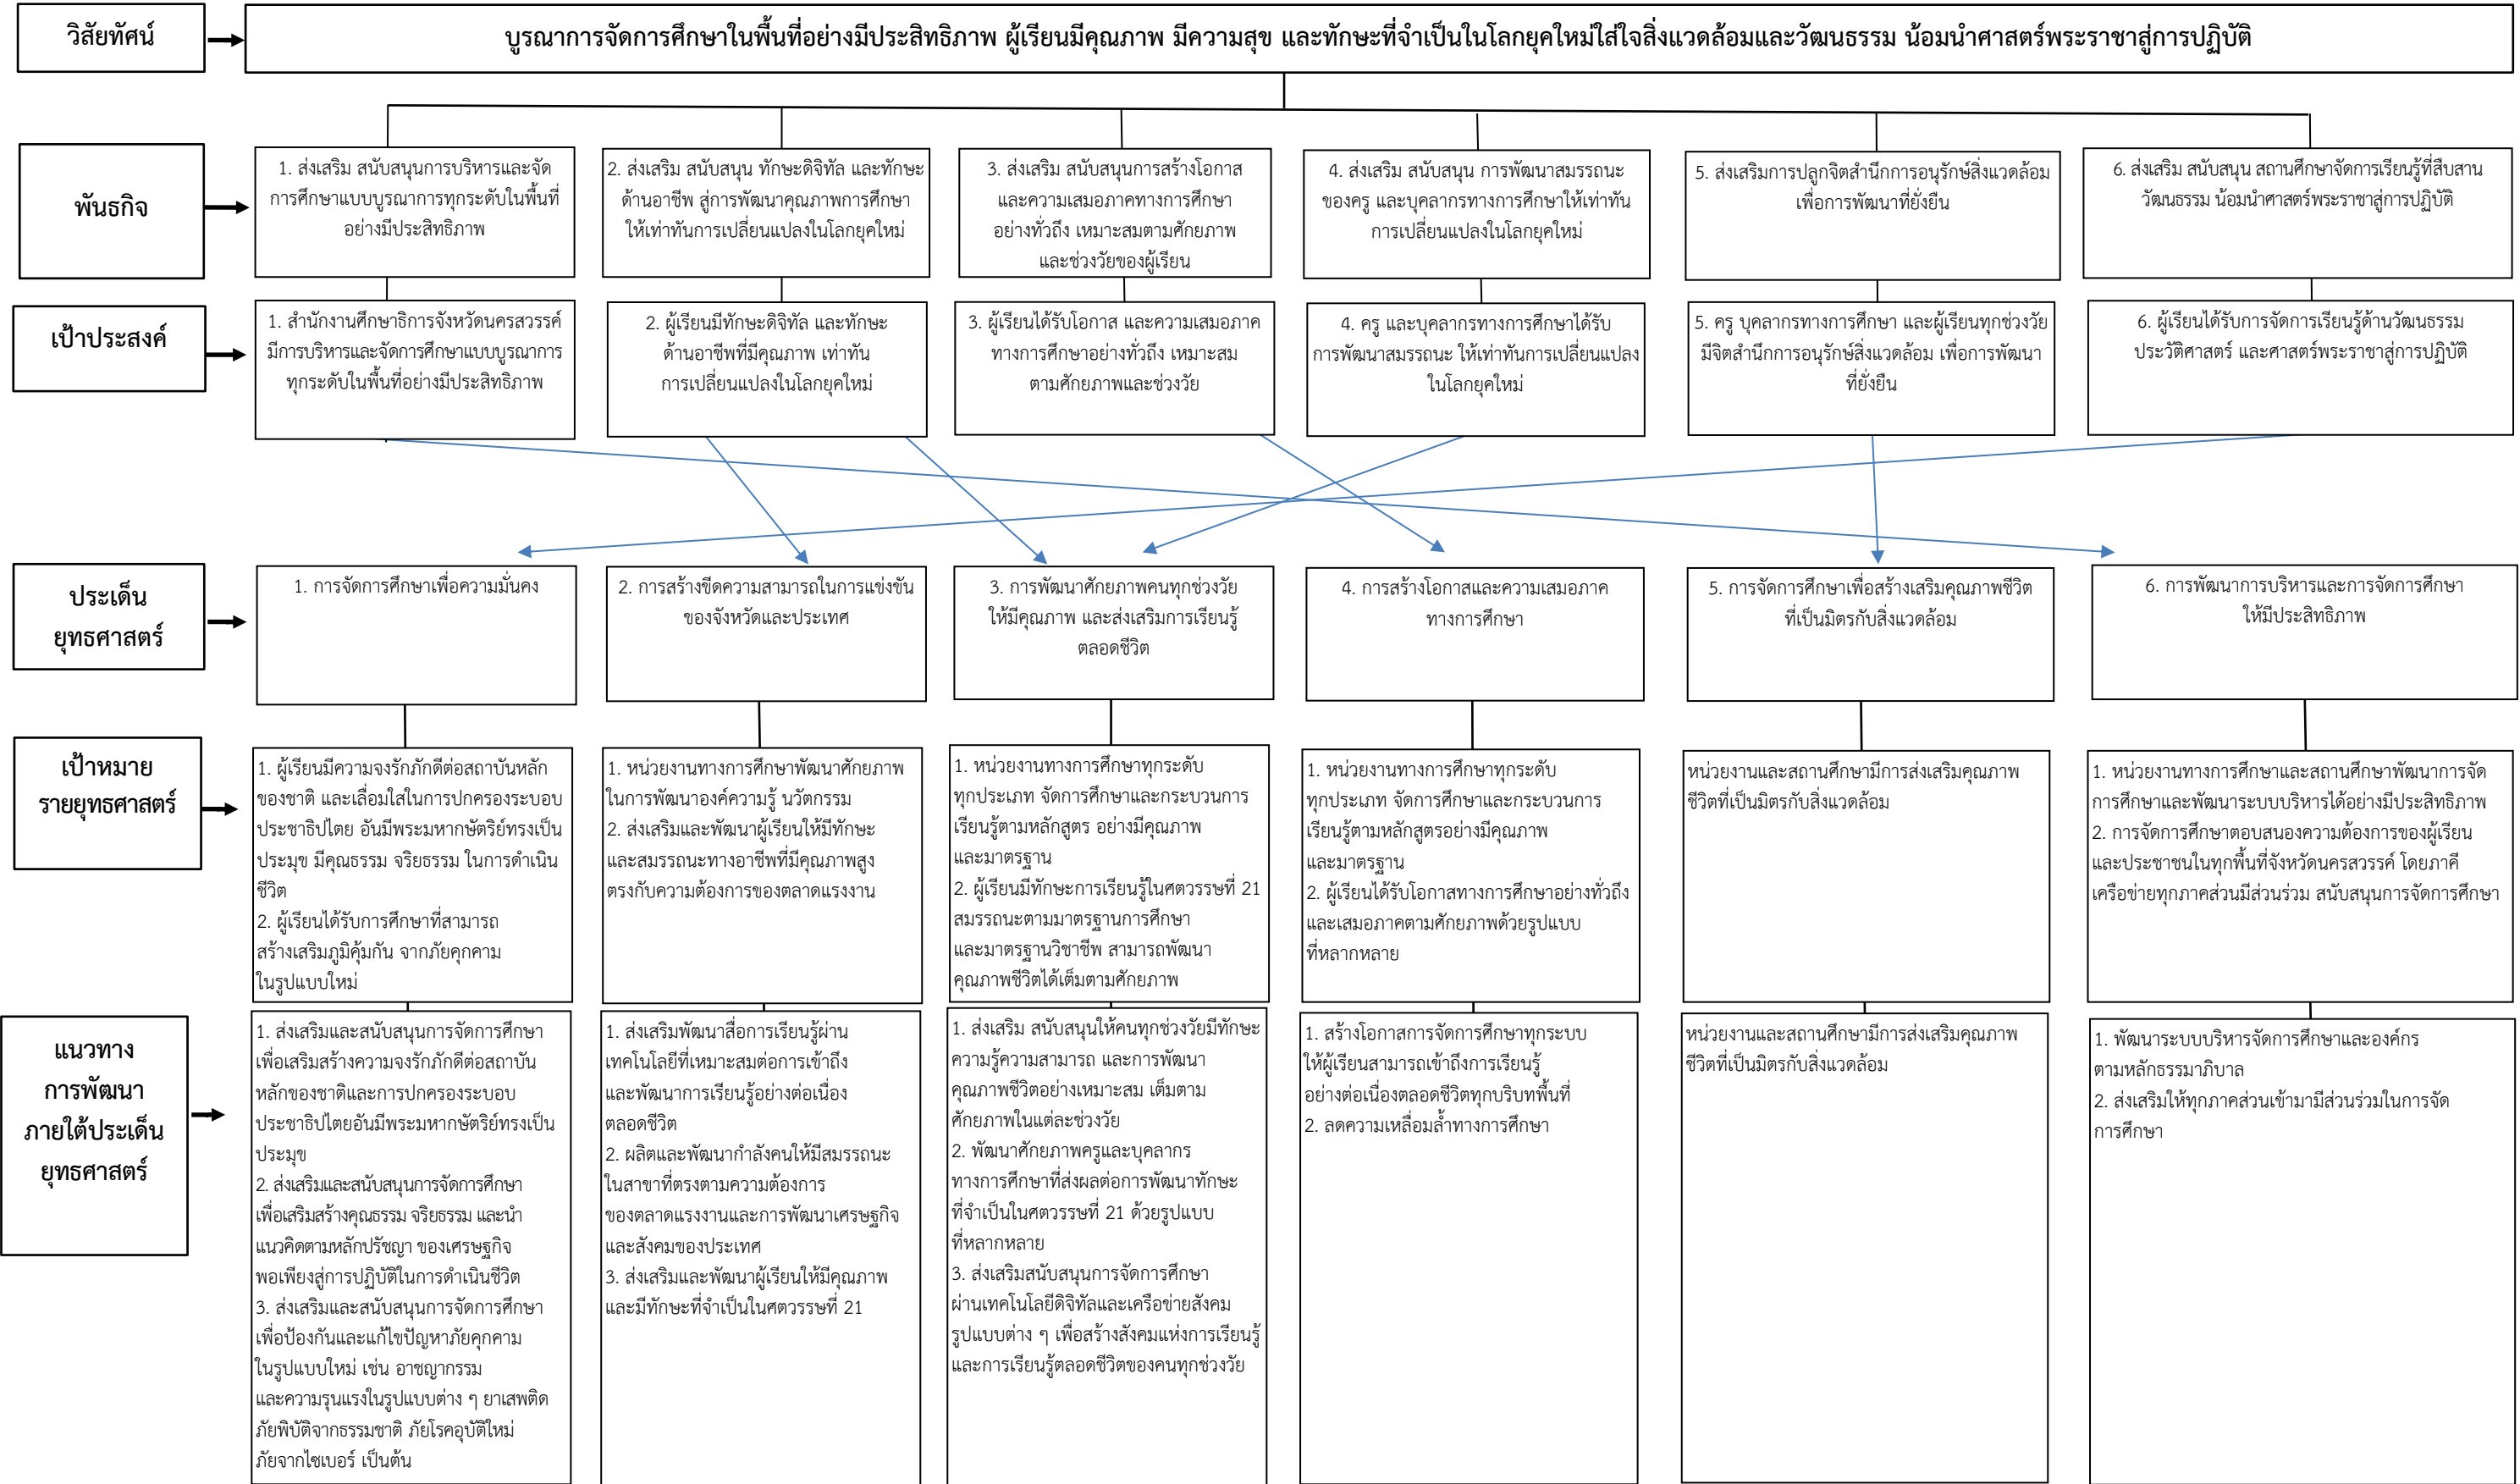 วิสัยทัศน์
บูรณาการจัดการศึกษาในพื้นที่อย่างมีประสิทธิภาพ ผู้เรียนมีคุณภาพ มีความสุข และทักษะที่จำเป็นในโลกยุคใหม่ใส่ใจสิ่งแวดล้อมและวัฒนธรรม น้อมนำศาสตร์พระราชาสู่การปฏิบัติ
พันธกิจ
1. ส่งเสริม สนับสนุนการบริหารและจัด
การศึกษาแบบบูรณาการทุกระดับในพื้นที่
อย่างมีประสิทธิภาพ
2. ส่งเสริม สนับสนุน ทักษะดิจิทัล และทักษะ
ด้านอาชีพ สู่การพัฒนาคุณภาพการศึกษา
ให้เท่าทันการเปลี่ยนแปลงในโลกยุคใหม่
3. ส่งเสริม สนับสนุนการสร้างโอกาส
และความเสมอภาคทางการศึกษา
อย่างทั่วถึง เหมาะสมตามศักยภาพ
และช่วงวัยของผู้เรียน
4. ส่งเสริม สนับสนุน การพัฒนาสมรรถนะ
ของครู และบุคลากรทางการศึกษาให้เท่าทัน
การเปลี่ยนแปลงในโลกยุคใหม่
5. ส่งเสริมการปลูกจิตสำนึกการอนุรักษ์สิ่งแวดล้อม
เพื่อการพัฒนาที่ยั่งยืน
6. ส่งเสริม สนับสนุน สถานศึกษาจัดการเรียนรู้ที่สืบสาน
วัฒนธรรม น้อมนำศาสตร์พระราชาสู่การปฏิบัติ
เป้าประสงค์
1. สำนักงานศึกษาธิการจังหวัดนครสวรรค์
มีการบริหารและจัดการศึกษาแบบบูรณาการ
ทุกระดับในพื้นที่อย่างมีประสิทธิภาพ
2. ผู้เรียนมีทักษะดิจิทัล และทักษะ
ด้านอาชีพที่มีคุณภาพ เท่าทัน
การเปลี่ยนแปลงในโลกยุคใหม่
3. ผู้เรียนได้รับโอกาส และความเสมอภาค
ทางการศึกษาอย่างทั่วถึง เหมาะสม
ตามศักยภาพและช่วงวัย
4. ครู และบุคลากรทางการศึกษาได้รับ
การพัฒนาสมรรถนะ ให้เท่าทันการเปลี่ยนแปลง
ในโลกยุคใหม่
5. ครู บุคลากรทางการศึกษา และผู้เรียนทุกช่วงวัย
มีจิตสำนึกการอนุรักษ์สิ่งแวดล้อม เพื่อการพัฒนา
ที่ยั่งยืน
6. ผู้เรียนได้รับการจัดการเรียนรู้ด้านวัฒนธรรม
ประวัติศาสตร์ และศาสตร์พระราชาสู่การปฏิบัติ
ประเด็น
ยุทธศาสตร์
1. การจัดการศึกษาเพื่อความมั่นคง
2. การสร้างขีดความสามารถในการแข่งขัน
ของจังหวัดและประเทศ
3. การพัฒนาศักยภาพคนทุกช่วงวัย
ให้มีคุณภาพ และส่งเสริมการเรียนรู้
ตลอดชีวิต
4. การสร้างโอกาสและความเสมอภาค
ทางการศึกษา
5. การจัดการศึกษาเพื่อสร้างเสริมคุณภาพชีวิต
ที่เป็นมิตรกับสิ่งแวดล้อม
6. การพัฒนาการบริหารและการจัดการศึกษา
ให้มีประสิทธิภาพ
เป้าหมาย
รายยุทธศาสตร์
1. ผู้เรียนมีความจงรักภักดีต่อสถาบันหลัก
ของชาติ และเลื่อมใสในการปกครองระบอบ
ประชาธิปไตย อันมีพระมหากษัตริย์ทรงเป็น
ประมุข มีคุณธรรม จริยธรรม ในการดำเนิน
ชีวิต
2. ผู้เรียนได้รับการศึกษาที่สามารถ
สร้างเสริมภูมิคุ้มกัน จากภัยคุกคาม
ในรูปแบบใหม่
1. หน่วยงานทางการศึกษาพัฒนาศักยภาพ
ในการพัฒนาองค์ความรู้ นวัตกรรม
2. ส่งเสริมและพัฒนาผู้เรียนให้มีทักษะ
และสมรรถนะทางอาชีพที่มีคุณภาพสูง
ตรงกับความต้องการของตลาดแรงงาน
1. หน่วยงานทางการศึกษาทุกระดับ
ทุกประเภท จัดการศึกษาและกระบวนการ
เรียนรู้ตามหลักสูตร อย่างมีคุณภาพ
และมาตรฐาน
2. ผู้เรียนมีทักษะการเรียนรู้ในศตวรรษที่ 21
สมรรถนะตามมาตรฐานการศึกษา
และมาตรฐานวิชาชีพ สามารถพัฒนา
คุณภาพชีวิตได้เต็มตามศักยภาพ
1. หน่วยงานทางการศึกษาทุกระดับ
ทุกประเภท จัดการศึกษาและกระบวนการ
เรียนรู้ตามหลักสูตรอย่างมีคุณภาพ
และมาตรฐาน
2. ผู้เรียนได้รับโอกาสทางการศึกษาอย่างทั่วถึง
และเสมอภาคตามศักยภาพด้วยรูปแบบ
ที่หลากหลาย
หน่วยงานและสถานศึกษามีการส่งเสริมคุณภาพ
ชีวิตที่เป็นมิตรกับสิ่งแวดล้อม
1. หน่วยงานทางการศึกษาและสถานศึกษาพัฒนาการจัด
การศึกษาและพัฒนาระบบบริหารได้อย่างมีประสิทธิภาพ
2. การจัดการศึกษาตอบสนองความต้องการของผู้เรียน
และประชาชนในทุกพื้นที่จังหวัดนครสวรรค์ โดยภาคี
เครือข่ายทุกภาคส่วนมีส่วนร่วม สนับสนุนการจัดการศึกษา
แนวทาง
การพัฒนา
ภายใต้ประเด็น
ยุทธศาสตร์
1. ส่งเสริมและสนับสนุนการจัดการศึกษา
เพื่อเสริมสร้างความจงรักภักดีต่อสถาบัน
หลักของชาติและการปกครองระบอบ
ประชาธิปไตยอันมีพระมหากษัตริย์ทรงเป็น
ประมุข
2. ส่งเสริมและสนับสนุนการจัดการศึกษา
เพื่อเสริมสร้างคุณธรรม จริยธรรม และนำ
แนวคิดตามหลักปรัชญา ของเศรษฐกิจ
พอเพียงสู่การปฏิบัติในการดำเนินชีวิต
3. ส่งเสริมและสนับสนุนการจัดการศึกษา
เพื่อป้องกันและแก้ไขปัญหาภัยคุกคาม
ในรูปแบบใหม่ เช่น อาชญากรรม
และความรุนแรงในรูปแบบต่าง ๆ ยาเสพติด
ภัยพิบัติจากธรรมชาติ ภัยโรคอุบัติใหม่
ภัยจากไซเบอร์ เป็นต้น
1. ส่งเสริมพัฒนาสื่อการเรียนรู้ผ่าน
เทคโนโลยีที่เหมาะสมต่อการเข้าถึง
และพัฒนาการเรียนรู้อย่างต่อเนื่อง
ตลอดชีวิต
2. ผลิตและพัฒนากำลังคนให้มีสมรรถนะ
ในสาขาที่ตรงตามความต้องการ
ของตลาดแรงงานและการพัฒนาเศรษฐกิจ
และสังคมของประเทศ
3. ส่งเสริมและพัฒนาผู้เรียนให้มีคุณภาพ
และมีทักษะที่จำเป็นในศตวรรษที่ 21
1. ส่งเสริม สนับสนุนให้คนทุกช่วงวัยมีทักษะ
ความรู้ความสามารถ และการพัฒนา
คุณภาพชีวิตอย่างเหมาะสม เต็มตาม
ศักยภาพในแต่ละช่วงวัย
2. พัฒนาศักยภาพครูและบุคลากร
ทางการศึกษาที่ส่งผลต่อการพัฒนาทักษะ
ที่จำเป็นในศตวรรษที่ 21 ด้วยรูปแบบ
ที่หลากหลาย
3. ส่งเสริมสนับสนุนการจัดการศึกษา
ผ่านเทคโนโลยีดิจิทัลและเครือข่ายสังคม
รูปแบบต่าง ๆ เพื่อสร้างสังคมแห่งการเรียนรู้
และการเรียนรู้ตลอดชีวิตของคนทุกช่วงวัย
1. สร้างโอกาสการจัดการศึกษาทุกระบบ
ให้ผู้เรียนสามารถเข้าถึงการเรียนรู้
อย่างต่อเนื่องตลอดชีวิตทุกบริบทพื้นที่
2. ลดความเหลื่อมล้ำทางการศึกษา
หน่วยงานและสถานศึกษามีการส่งเสริมคุณภาพ
ชีวิตที่เป็นมิตรกับสิ่งแวดล้อม
1. พัฒนาระบบบริหารจัดการศึกษาและองค์กร
ตามหลักธรรมาภิบาล
2. ส่งเสริมให้ทุกภาคส่วนเข้ามามีส่วนร่วมในการจัด
การศึกษา